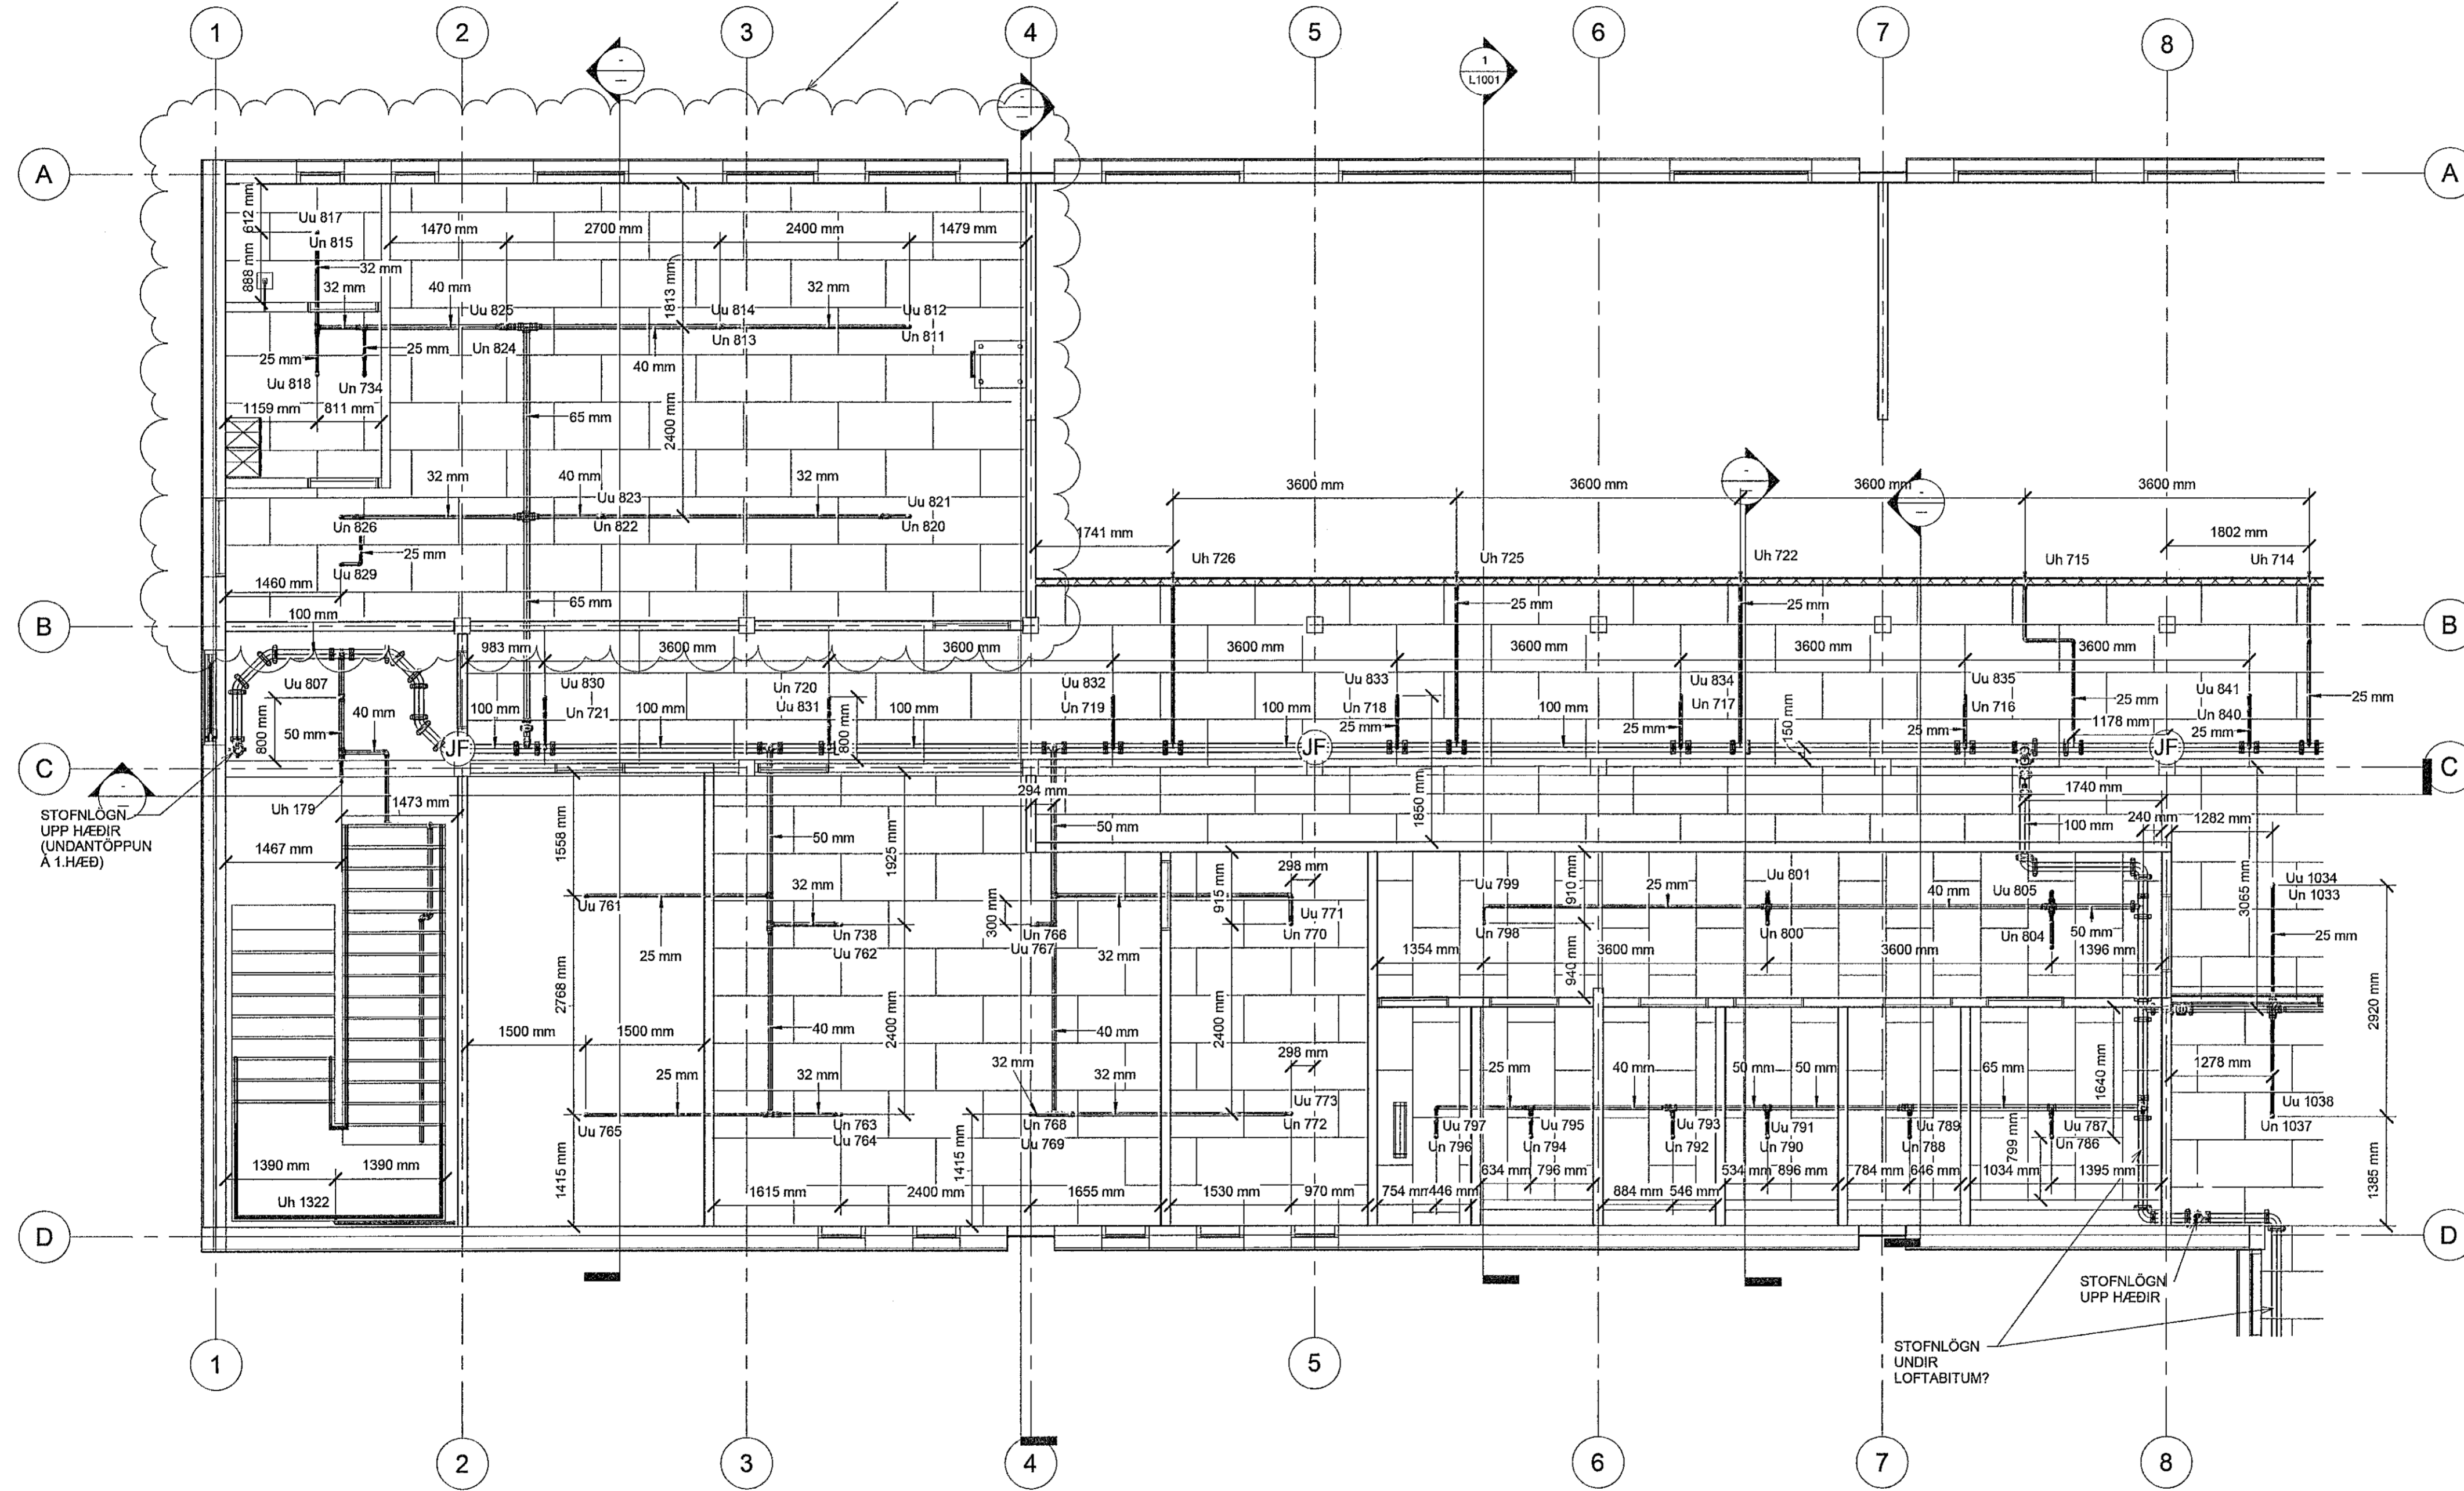 1
2
3
4
5
6
7
8
1
L1001
A
A
612 mm
Uu 817
Un 815
1470 mm
2700 mm
2400 mm
1479 mm
888 mm
32 mm
32 mm
40 mm
Uu 825
1813 mm
Uu 814
32 mm
Uu 812
Un 824
Un 813
Un 811
25 mm
25 mm
40 mm
Uu 818
Un 734
1159 mm
811 mm
65 mm
2400 mm
32 mm
40 mm
Uu 823
32 mm
Uu 821
Un 826
Un 822
Un 820
25 mm
Uu 829
1460 mm
65 mm
100 mm
3600 mm
3600 mm
3600 mm
3600 mm
1741 mm
1802 mm
Uh 726
Uh 725
Uh 722
Uh 715
Uh 714
25 mm
25 mm
B
B
983 mm
3600 mm
3600 mm
3600 mm
3600 mm
3600 mm
3600 mm
Uu 807
Uu 830
Un 720
Uu 832
Uu 833
Uu 834
Uu 835
Uu 841
Un 721
Uu 831
Un 719
Un 718
Un 717
Un 716
Un 840
25 mm
25 mm
800 mm
50 mm
40 mm
100 mm
100 mm
800 mm
100 mm
100 mm
25 mm
100 mm
25 mm
150 mm
25 mm
1178 mm
25 mm
JF
JF
JF
C
C
STOFNLÖGN
UPP HÆÐIR
(UNDANTÖPPUN
Á 1.HÆÐ)
Uh 179
1473 mm
1467 mm
294 mm
1850 mm
1740 mm
1558 mm
50 mm
1925 mm
50 mm
100 mm
240 mm
1282 mm
298 mm
915 mm
910 mm
3065 mm
Uu 761
32 mm
300 mm
Uu 799
25 mm
Uu 801
40 mm
Uu 805
Uu 1034
Un 1033
Un 738
Uu 762
Un 766
Uu 767
Uu 771
Un 770
Un 798
Un 800
Un 804
50 mm
25 mm
25 mm
32 mm
1354 mm
3600 mm
940 mm
3600 mm
1396 mm
2768 mm
1500 mm
1500 mm
40 mm
2400 mm
40 mm
2400 mm
2920 mm
298 mm
25 mm
32 mm
32 mm
32 mm
25 mm
40 mm
50 mm
50 mm
65 mm
1640 mm
1278 mm
Uu 773
Uu 765
Un 763
Uu 764
Un 768
Uu 769
Un 772
Uu 797
Un 796
Uu 795
Un 794
Uu 793
Un 792
Uu 791
Un 790
Uu 789
Un 788
799 mm
Uu 787
Un 786
Uu 1038
Un 1037
1390 mm
1390 mm
1415 mm
1415 mm
1615 mm
2400 mm
1655 mm
1530 mm
970 mm
754 mm
446 mm
634 mm
796 mm
884 mm
546 mm
534 mm
896 mm
784 mm
646 mm
1034 mm
1395 mm
1385 mm
Uh 1322
D
D
STOFNLÖGN
UPP HÆÐIR
STOFNLÖGN
UNDIR
LOFTABITUM?
1
5
2
3
4
6
7
8